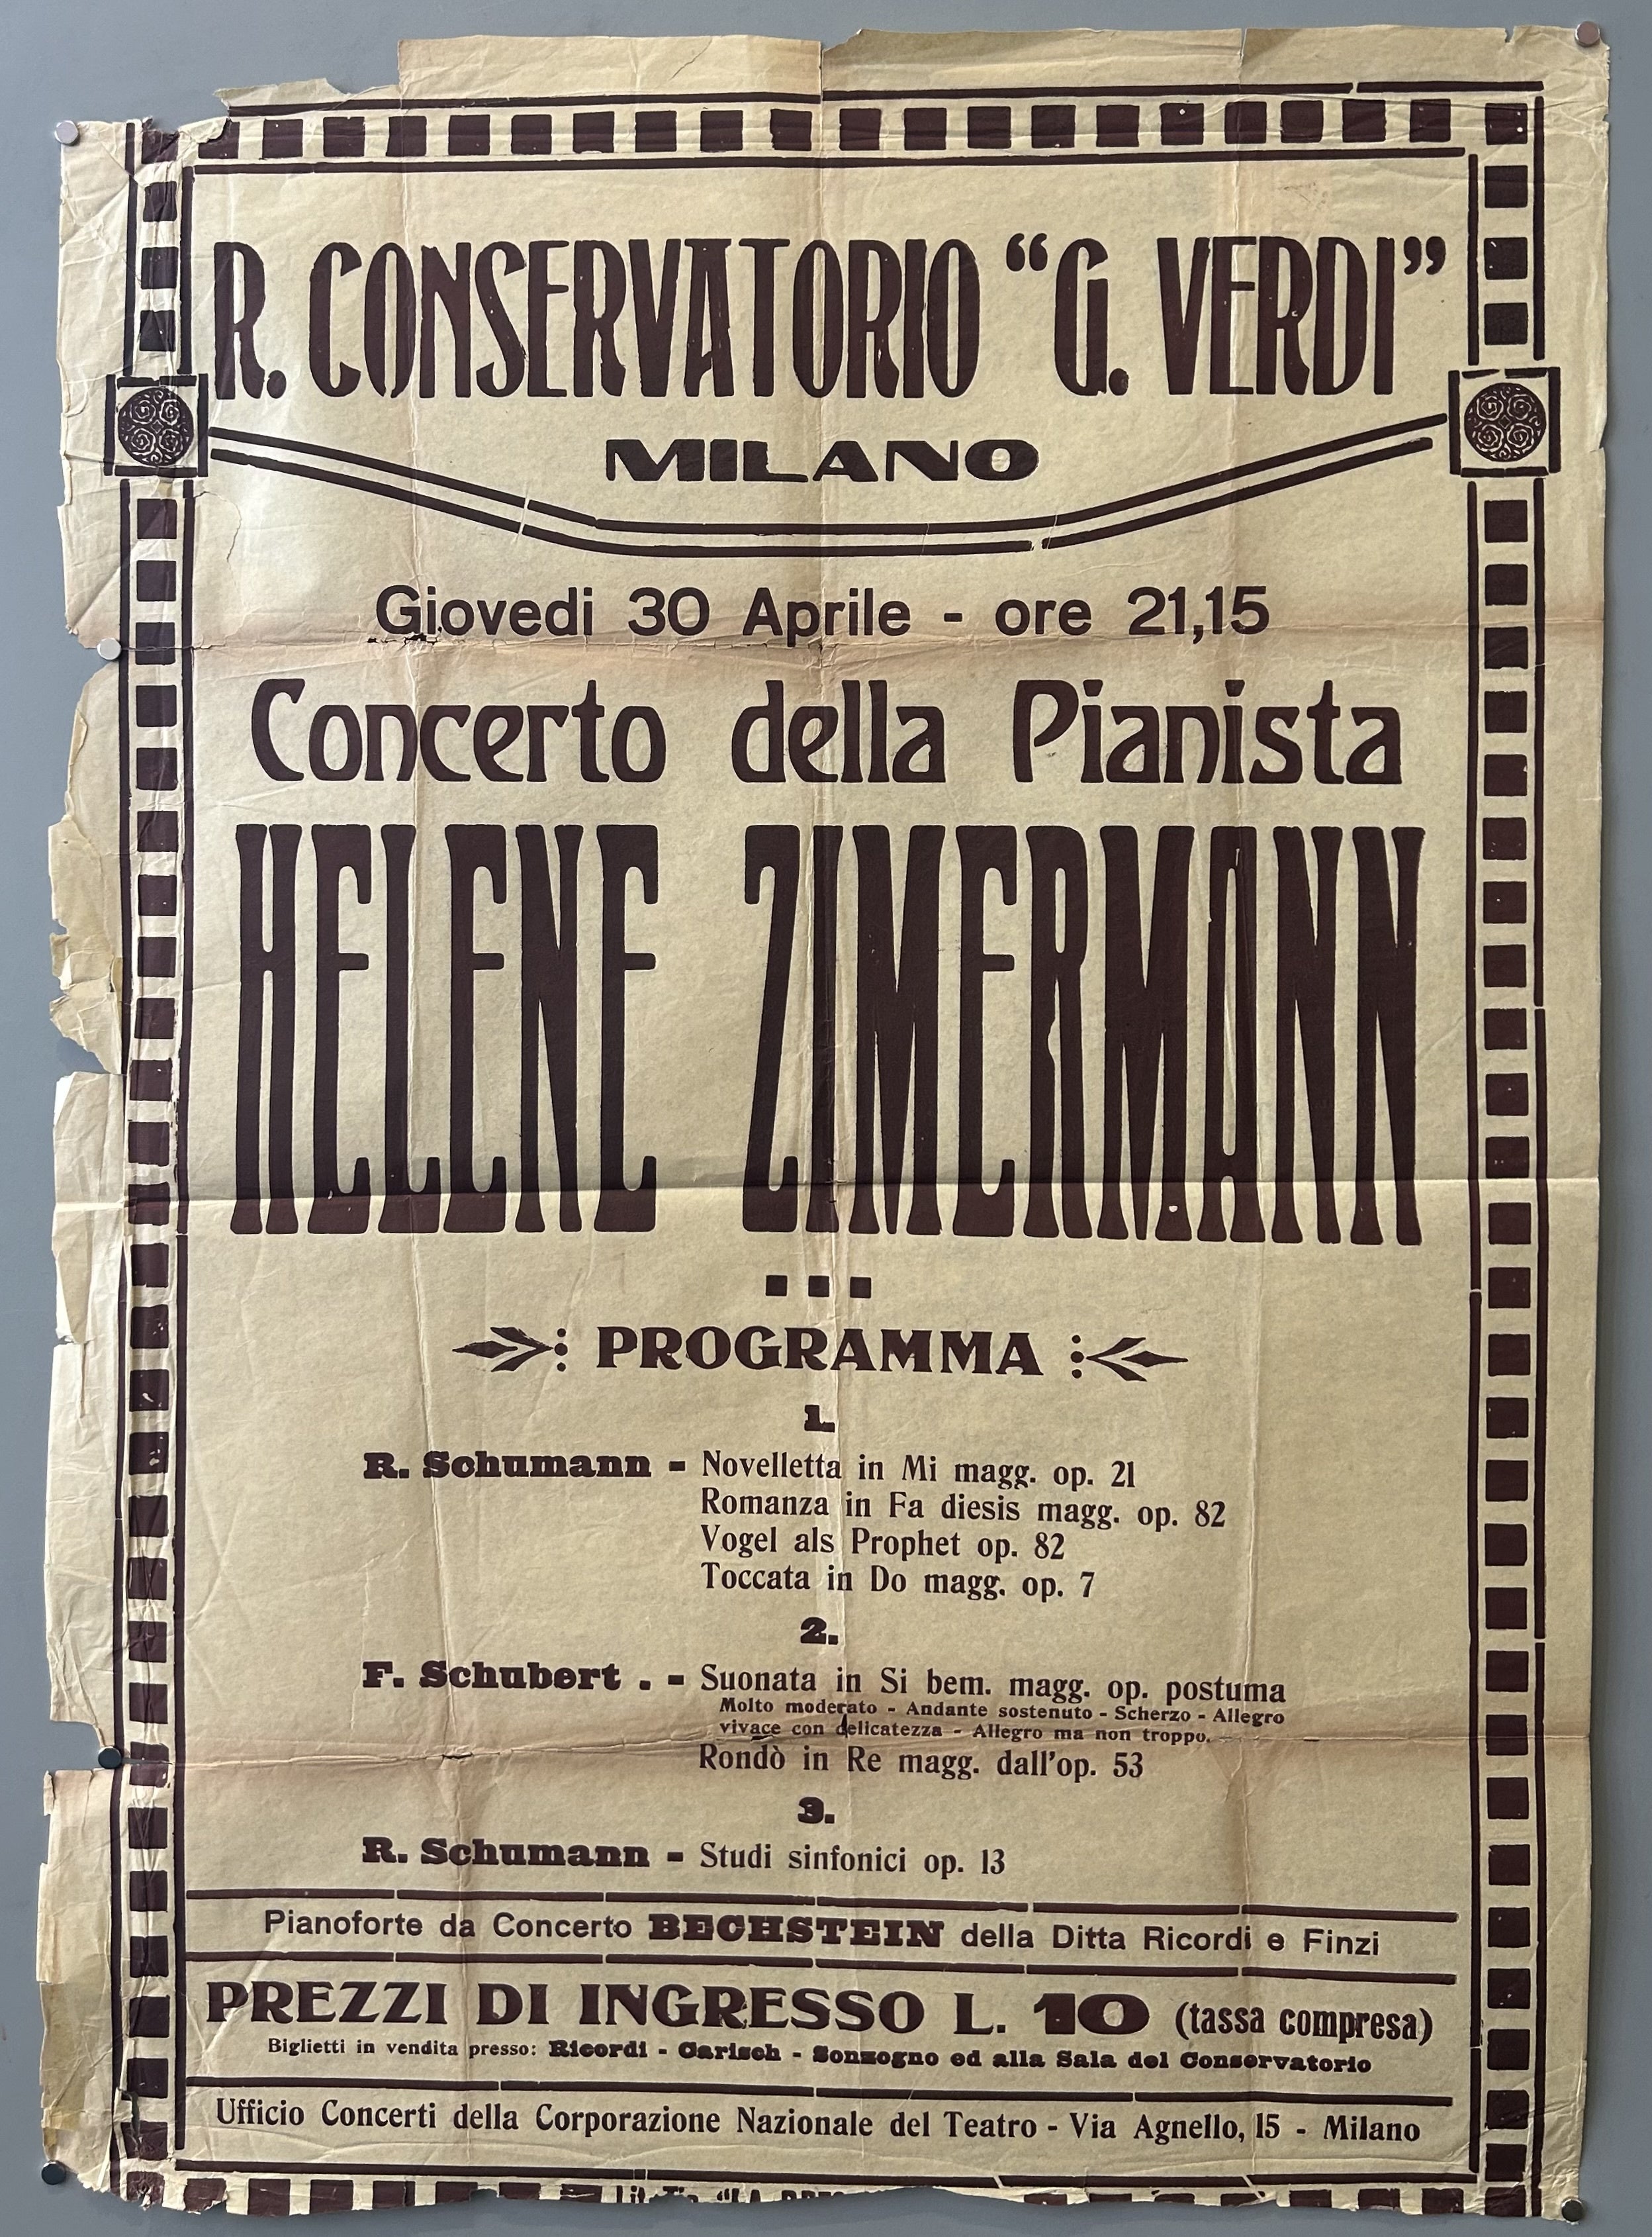 R. CONSERVATORIO “G. VERDI”
MILANO
Giovedi 30 Aprile - ore 21,15
Concerto della Pianista
HELENE ZIMERMANN
PROGRAMMA
1.
R. Schumann - Novelletta in Mi magg. op. 21
Romanza in Fa diesis magg. op. 82
Vogel als Prophet op. 82
Toccata in Do magg. op. 7
2.
F. Schubert . - Suonata in Si bem. magg. op. postuma
Molto moderato - Andante sostenuto - Scherzo - Allegro
vivace con delicatezza - Allegro ma non troppo.
Rondò in Re magg. dall'op. 53
3.
R. Schumann - Studi sinfonici op. 13
Pianoforte da Concerto BECHSTEIN della Ditta Ricordi e Finzi
PREZZI DI INGRESSO L. 10 (tassa compresa)
Biglietti in vendita presso: Ricordi - Carisch - Sonzogno ed alla Sala del Conservatorio
Ufficio Concerti della Corporazione Nazionale del Teatro - Via Agnello, 15 - Milano